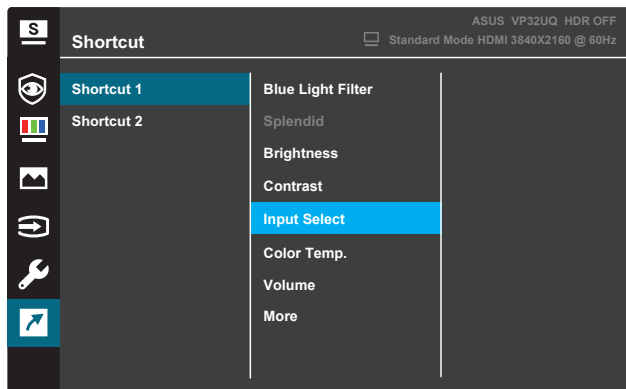 S
ASUS VP32UQ HDR OFF
Shortcut
Standard Mode HDMI 3840X2160 @ 60Hz
Shortcut 1
Shortcut 2
Blue Light Filter
Splendid
Brightness
Contrast
Input Select
Color Temp.
Volume
More